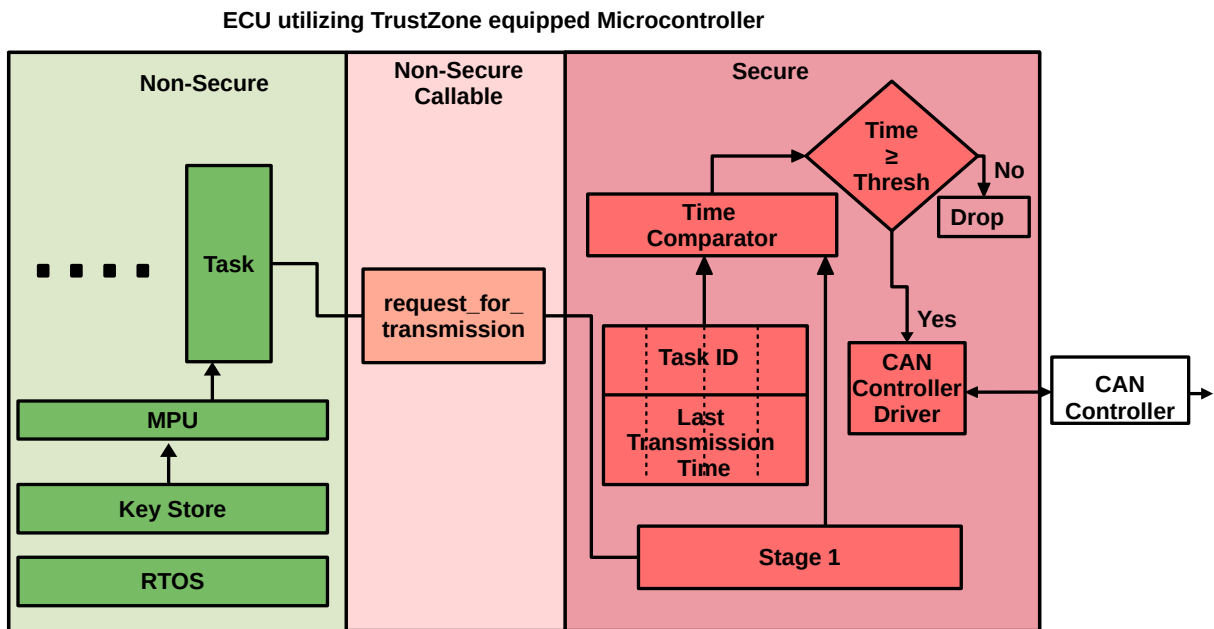 ECU utilizing TrustZone equipped Microcontroller
Non-Secure
Non-Secure
Callable
Secure
Task
request_for_
transmission
MPU
Key Store
RTOS
Time
≥
Thresh
No
Drop
Time
Comparator
Yes
Task ID
Last
Transmission
Time
CAN
Controller
Driver
CAN
Controller
Stage 1